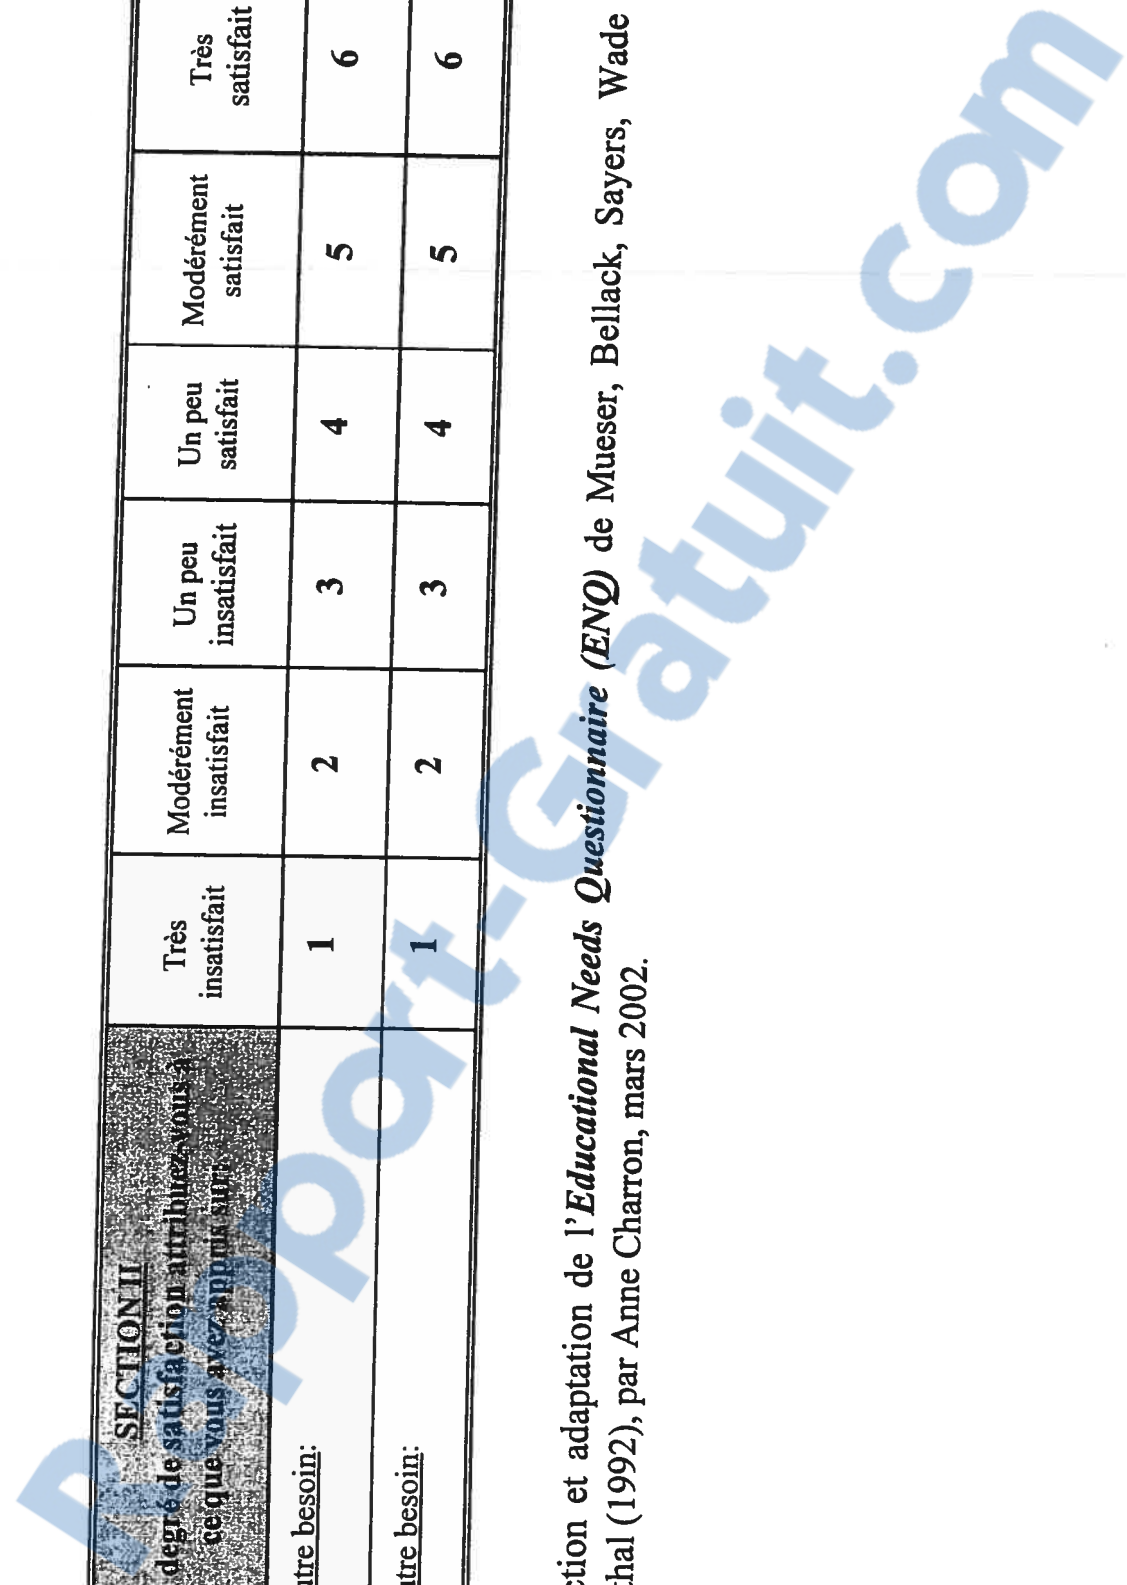 SECTION II
degré de satisfaction attribuez-vous à
ce que vous avez appris sur:
Très
insatisfait
Modérément
insatisfait
Un peu
insatisfait
Un peu
satisfait
Modérément
satisfait
Très
satisfait
utre besoin: 1 2 3 4 5 6
utre besoin: 1 2 3 4 5 6
ction et adaptation de l'Educational Needs Questionnaire (ENQ) de Mueser, Bellack, Sayers, Wade
thal (1992), par Anne Charron, mars 2002.
Rapport-Gratuit.com